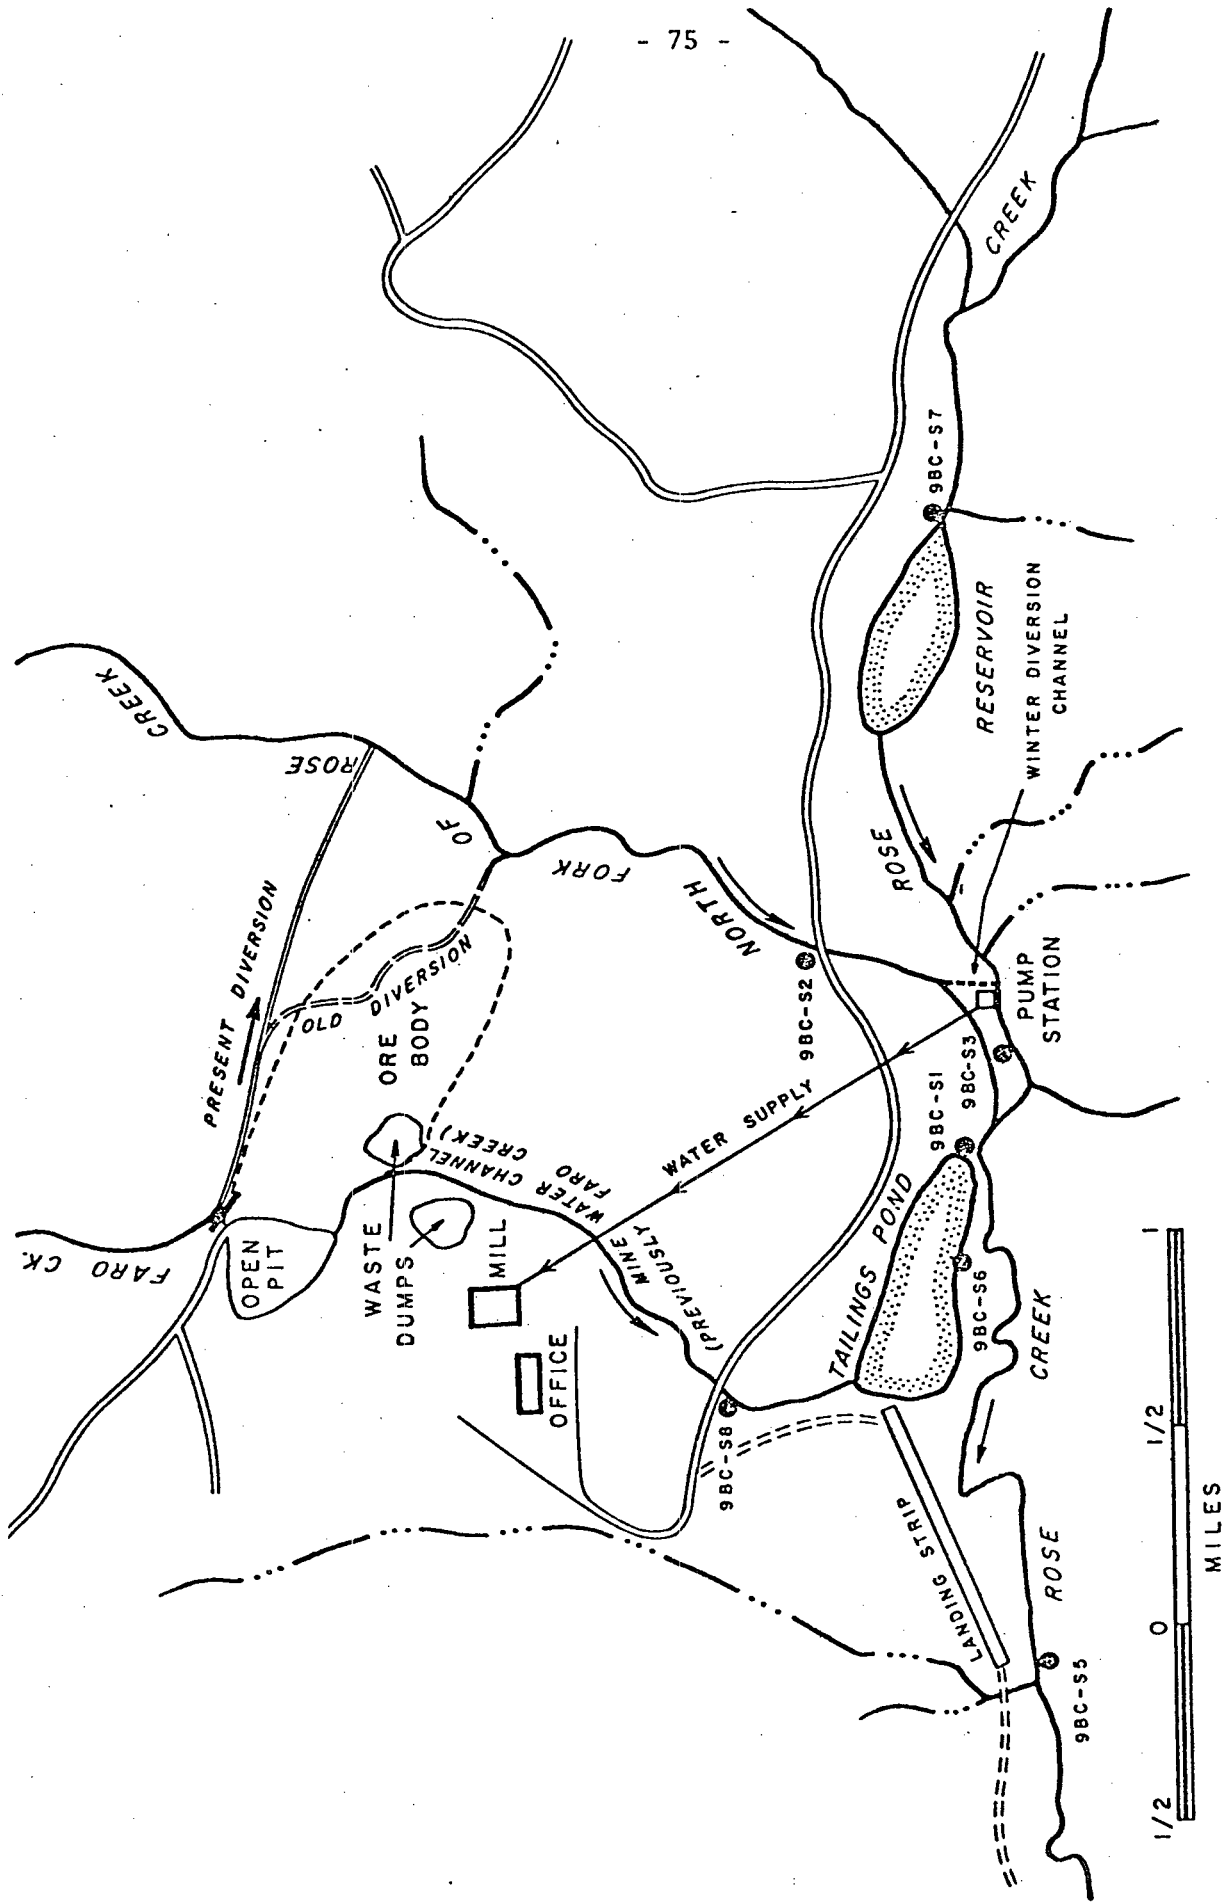 - 75 -
CREEK
ROSE
OF
FORK
NORTH
PRESENT DIVERSION
OLD DIVERSION
ORE
BODY
FARO CK.
OPEN
PIT
WASTE
DUMPS
MILL
OFFICE
MINE WATER CHANNEL
(PREVIOUSLY FARO CREEK)
WATER SUPPLY
9BC-S2
9BC-S8
TAILINGS POND
9BC-S1
9BC-S3
9BC-S6
PUMP
STATION
ROSE
CREEK
RESERVOIR
WINTER DIVERSION
CHANNEL
9BC-S7
CREEK
LANDING STRIP
ROSE
9BC-S5
1/2 0 1/2 1
MILES